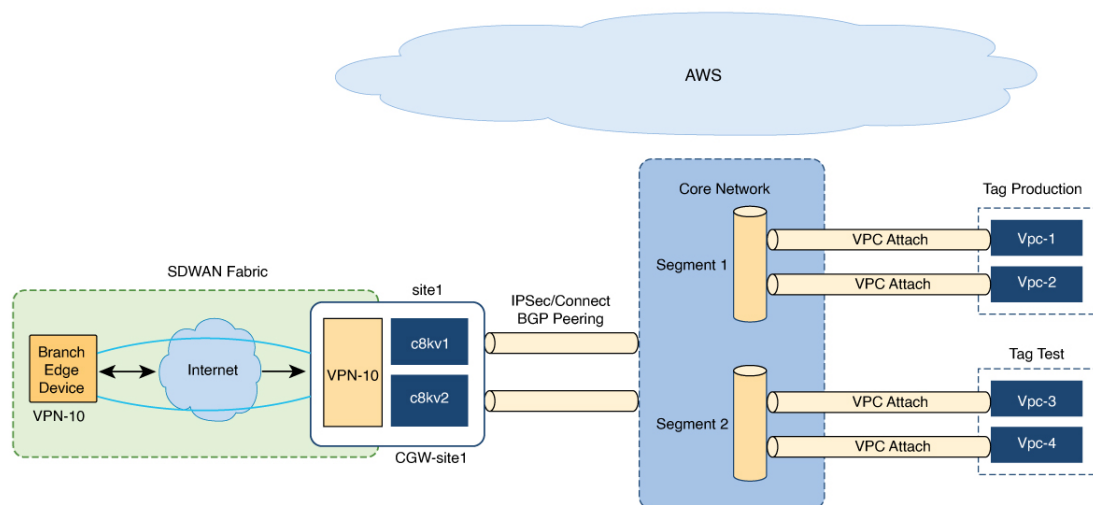 AWS
Core Network
Tag Production
Segment 1
VPC Attach
Vpc-1
VPC Attach
Vpc-2
SDWAN Fabric
site1
IPSec/Connect
BGP Peering
Branch
Edge
Device
VPN-10
Internet
VPN-10
c8kv1
c8kv2
CGW-site1
Segment 2
Tag Test
VPC Attach
Vpc-3
VPC Attach
Vpc-4